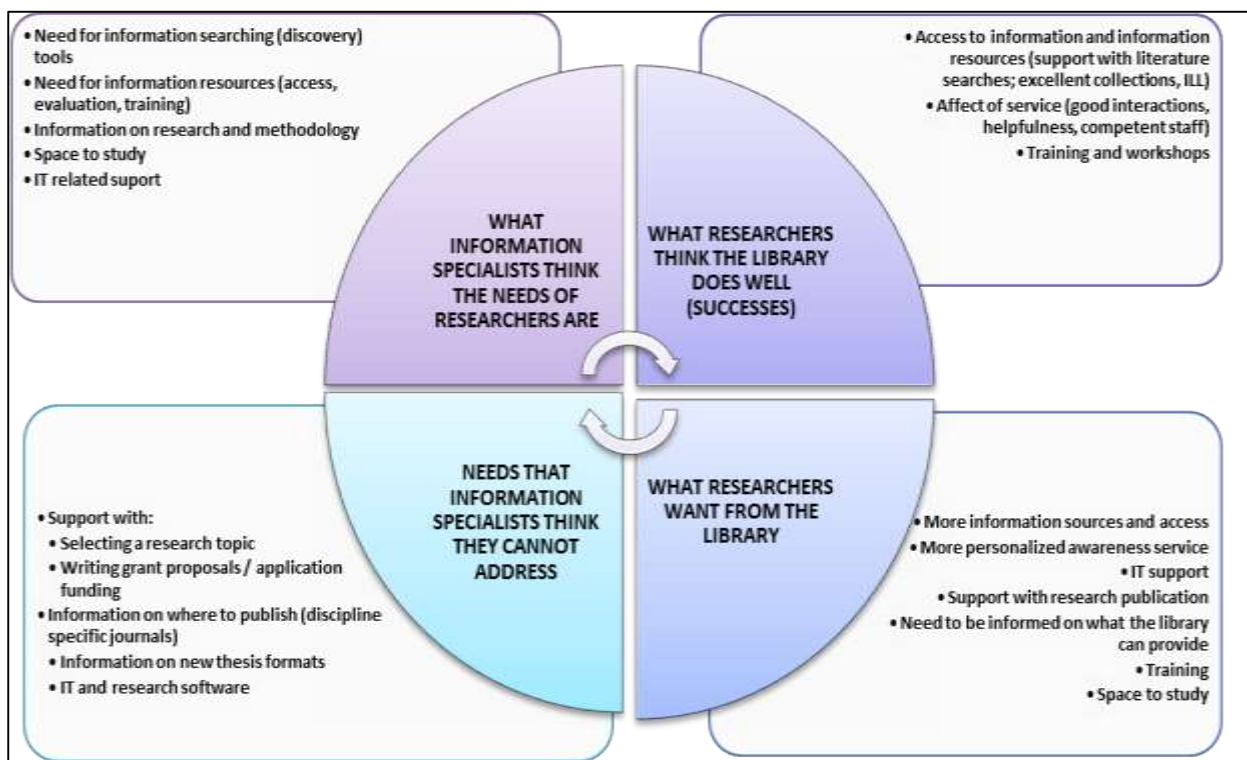 • Need for information searching (discovery)
tools
• Need for information resources (access,
evaluation, training)
• Information on research and methodology
• Space to study
• IT related suport
• Access to information and information
resources (support with literature
searches; excellent collections, ILL)
• Affect of service (good interactions,
helpfulness, competent staff)
• Training and workshops
WHAT
INFORMATION
SPECIALISTS THINK
THE NEEDS OF
RESEARCHERS ARE
WHAT RESEARCHERS
THINK THE LIBRARY
DOES WELL
(SUCCESSES)
NEEDS THAT
INFORMATION
SPECIALISTS THINK
THEY CANNOT
ADDRESS
WHAT RESEARCHERS
WANT FROM THE
LIBRARY
• Support with:
• Selecting a research topic
• Writing grant proposals / application
funding
• Information on where to publish (discipline
specific journals)
• Information on new thesis formats
• IT and research software
• More information sources and access
• More personalized awareness service
• IT support
• Support with research publication
• Need to be informed on what the library
can provide
• Training
• Space to study